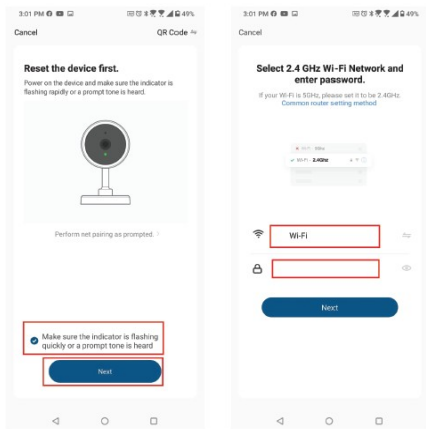 3:01 PM
49%
Cancel
QR Code
Reset the device first.
Power on the device and make sure the indicator is
flashing rapidly or a prompt tone is heard.
Perform net pairing as prompted.
Make sure the indicator is flashing
quickly or a prompt tone is heard
Next
3:01 PM
49%
Cancel
Select 2.4 GHz Wi-Fi Network and
enter password.
If your Wi-Fi is 5GHz, please set it to be 2.4GHz.
Common router setting method
Wi-Fi - 5Ghz
Wi-Fi - 2.4Ghz
Wi-Fi
Next